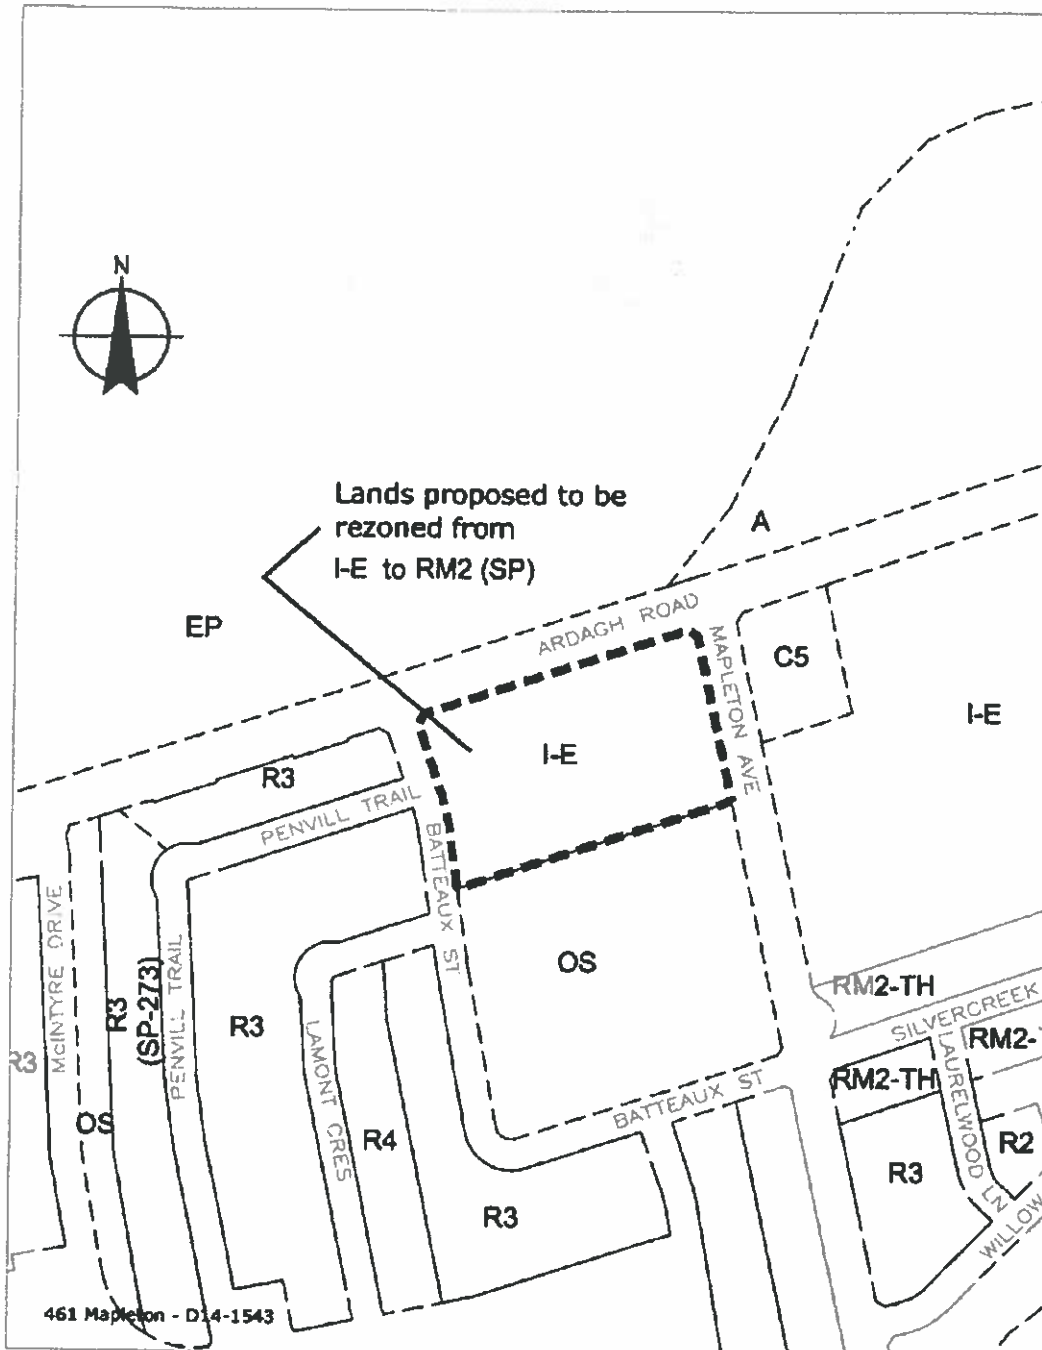 N
Lands proposed to be
rezoned from
I-E to RM2 (SP)
A
EP
ARDAGH ROAD
MAPLETON AVE
C5
I-E
I-E
R3
PENVILL TRAIL
BATTEAUX ST
McINTYRE DRIVE
R3
(SP-273)
PENVILL TRAIL
OS
RM2-TH
SILVERCREEK
R3
R3
LAMONT CRES
LAURELWOOD LN
RM2-
RM2-TH
BATTEAUX ST
OS
R4
R2
R3
R3
WILLOW
461 Mapleton - D14-1543